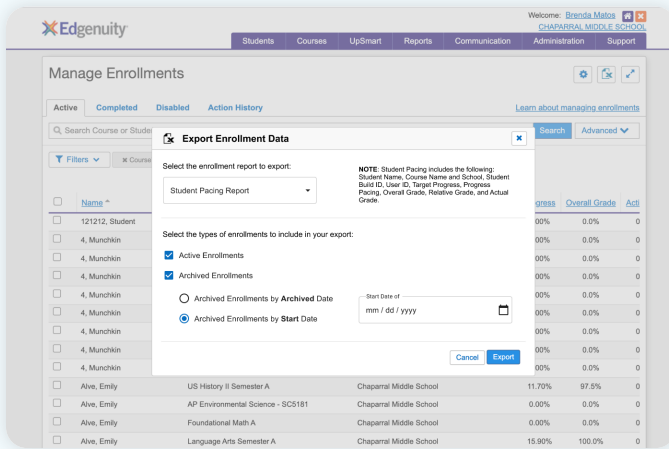 Welcome: Brenda Matos
CHAPARRAL MIDDLE SCHOOL
Edgenuity
Students Courses UpSmart Reports Communication Administration Support
Manage Enrollments
Active Completed Disabled Action History Learn about managing enrollments
Search Course or Stude Search Advanced
Filters Course
Export Enrollment Data
Select the enrollment report to export:
Student Pacing Report
NOTE: Student Pacing includes the following:
Student Name, Course Name and School, Student
Build ID, User ID, Target Progress, Progress
Pacing, Overall Grade, Relative Grade, and Actual
Grade.
Select the types of enrollments to include in your export:
Active Enrollments
Archived Enrollments
Archived Enrollments by Archived Date
Archived Enrollments by Start Date
Start Date of
mm / dd / yyyy
Cancel Export
Name ogress Overall Grade Acti
121212, Student 00% 0.0% 0
4, Munchkin 00% 0.0% 0
4, Munchkin 00% 0.0% 0
4, Munchkin 00% 0.0% 0
4, Munchkin 00% 0.0% 0
4, Munchkin 00% 0.0% 0
4, Munchkin 00% 0.0% 0
4, Munchkin 00% 0.0% 0
4, Munchkin 00% 0.0% 0
Alve, Emily US History II Semester A Chaparral Middle School 11.70% 97.5% 0
Alve, Emily AP Environmental Science - SC5181 Chaparral Middle School 0.00% 0.0% 0
Alve, Emily Foundational Math A Chaparral Middle School 0.00% 0.0% 0
Alve, Emily Language Arts Semester A Chaparral Middle School 15.90% 100.0% 0